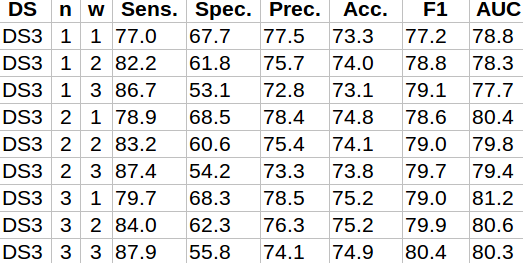 DS n w Sens. Spec. Prec. Acc. F1 AUC
DS3 1 1 77.0 67.7 77.5 73.3 77.2 78.8
DS3 1 2 82.2 61.8 75.7 74.0 78.8 78.3
DS3 1 3 86.7 53.1 72.8 73.1 79.1 77.7
DS3 2 1 78.9 68.5 78.4 74.8 78.6 80.4
DS3 2 2 83.2 60.6 75.4 74.1 79.0 79.8
DS3 2 3 87.4 54.2 73.3 73.8 79.7 79.4
DS3 3 1 79.7 68.3 78.5 75.2 79.0 81.2
DS3 3 2 84.0 62.3 76.3 75.2 79.9 80.6
DS3 3 3 87.9 55.8 74.1 74.9 80.4 80.3